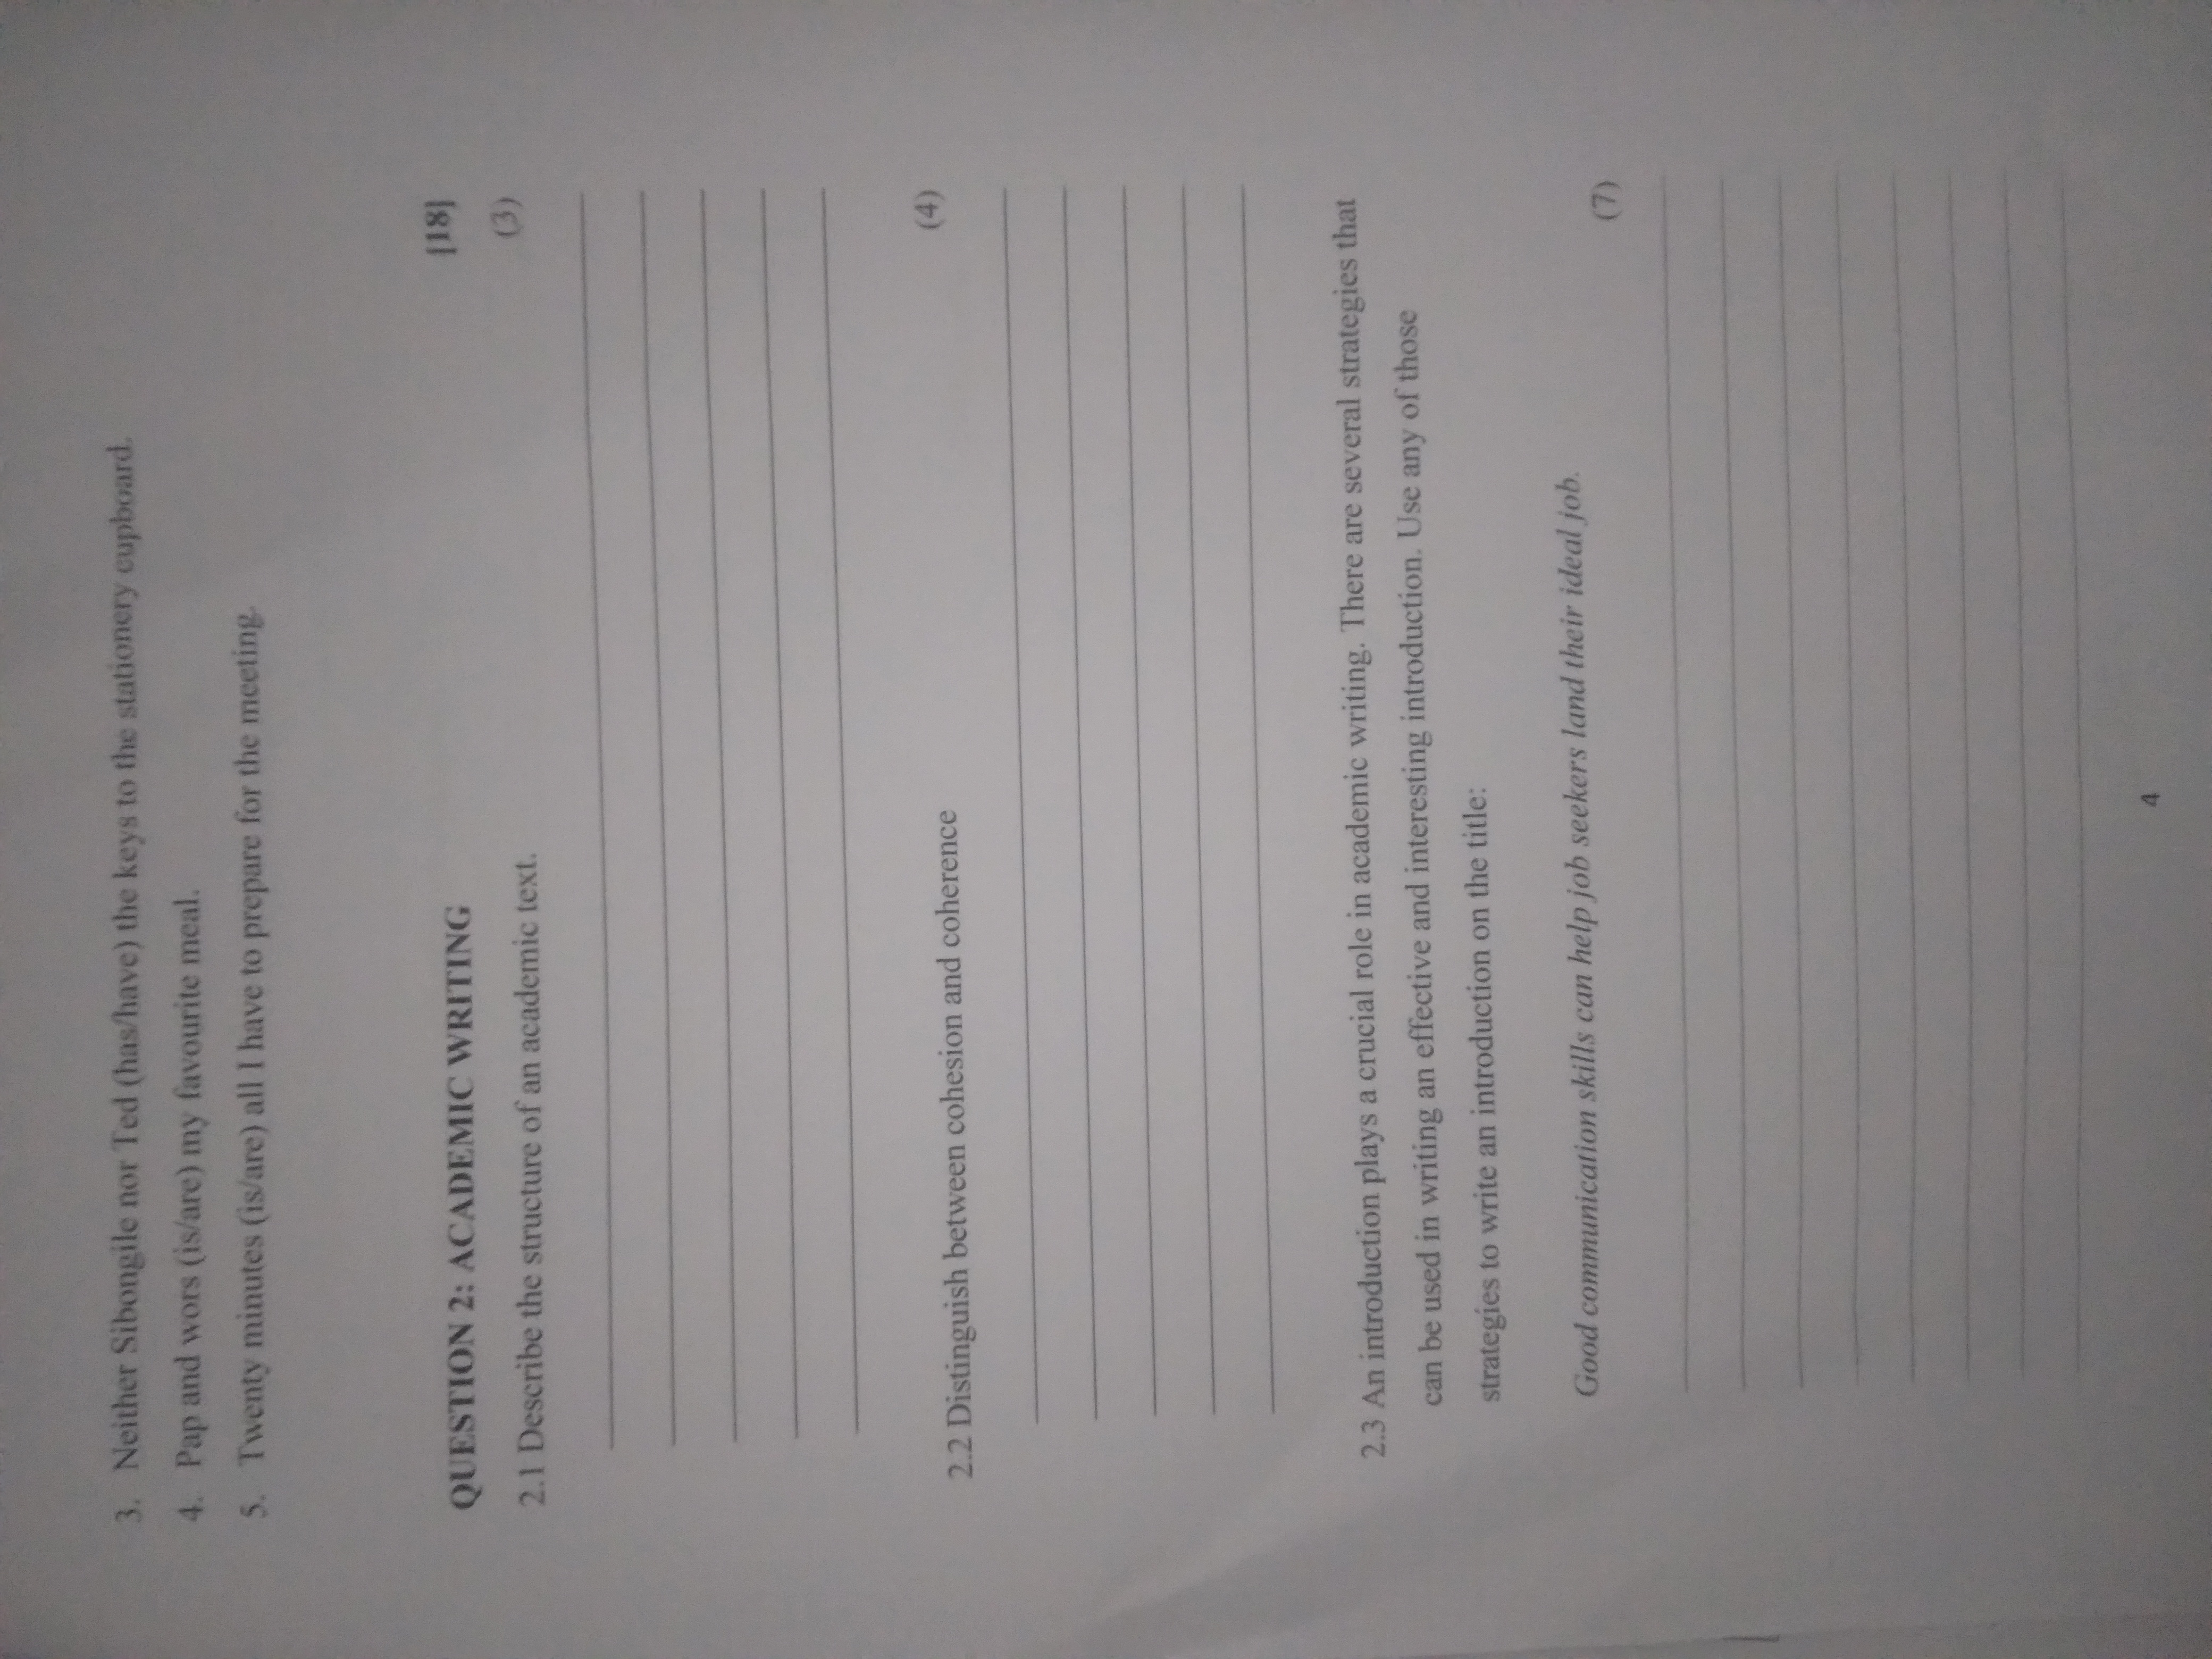 3. Neither Sibongile nor Ted (has/have) the keys to the stationery cupboard.
4. Pap and wors (is/are) my favourite meal.
5. Twenty minutes (is/are) all I have to prepare for the meeting.
QUESTION 2: ACADEMIC WRITING [18]
2.1 Describe the structure of an academic text. (3)
2.2 Distinguish between cohesion and coherence (4)
2.3 An introduction plays a crucial role in academic writing. There are several strategies that
can be used in writing an effective and interesting introduction. Use any of those
strategies to write an introduction on the title:
Good communication skills can help job seekers land their ideal job.
(7)
4